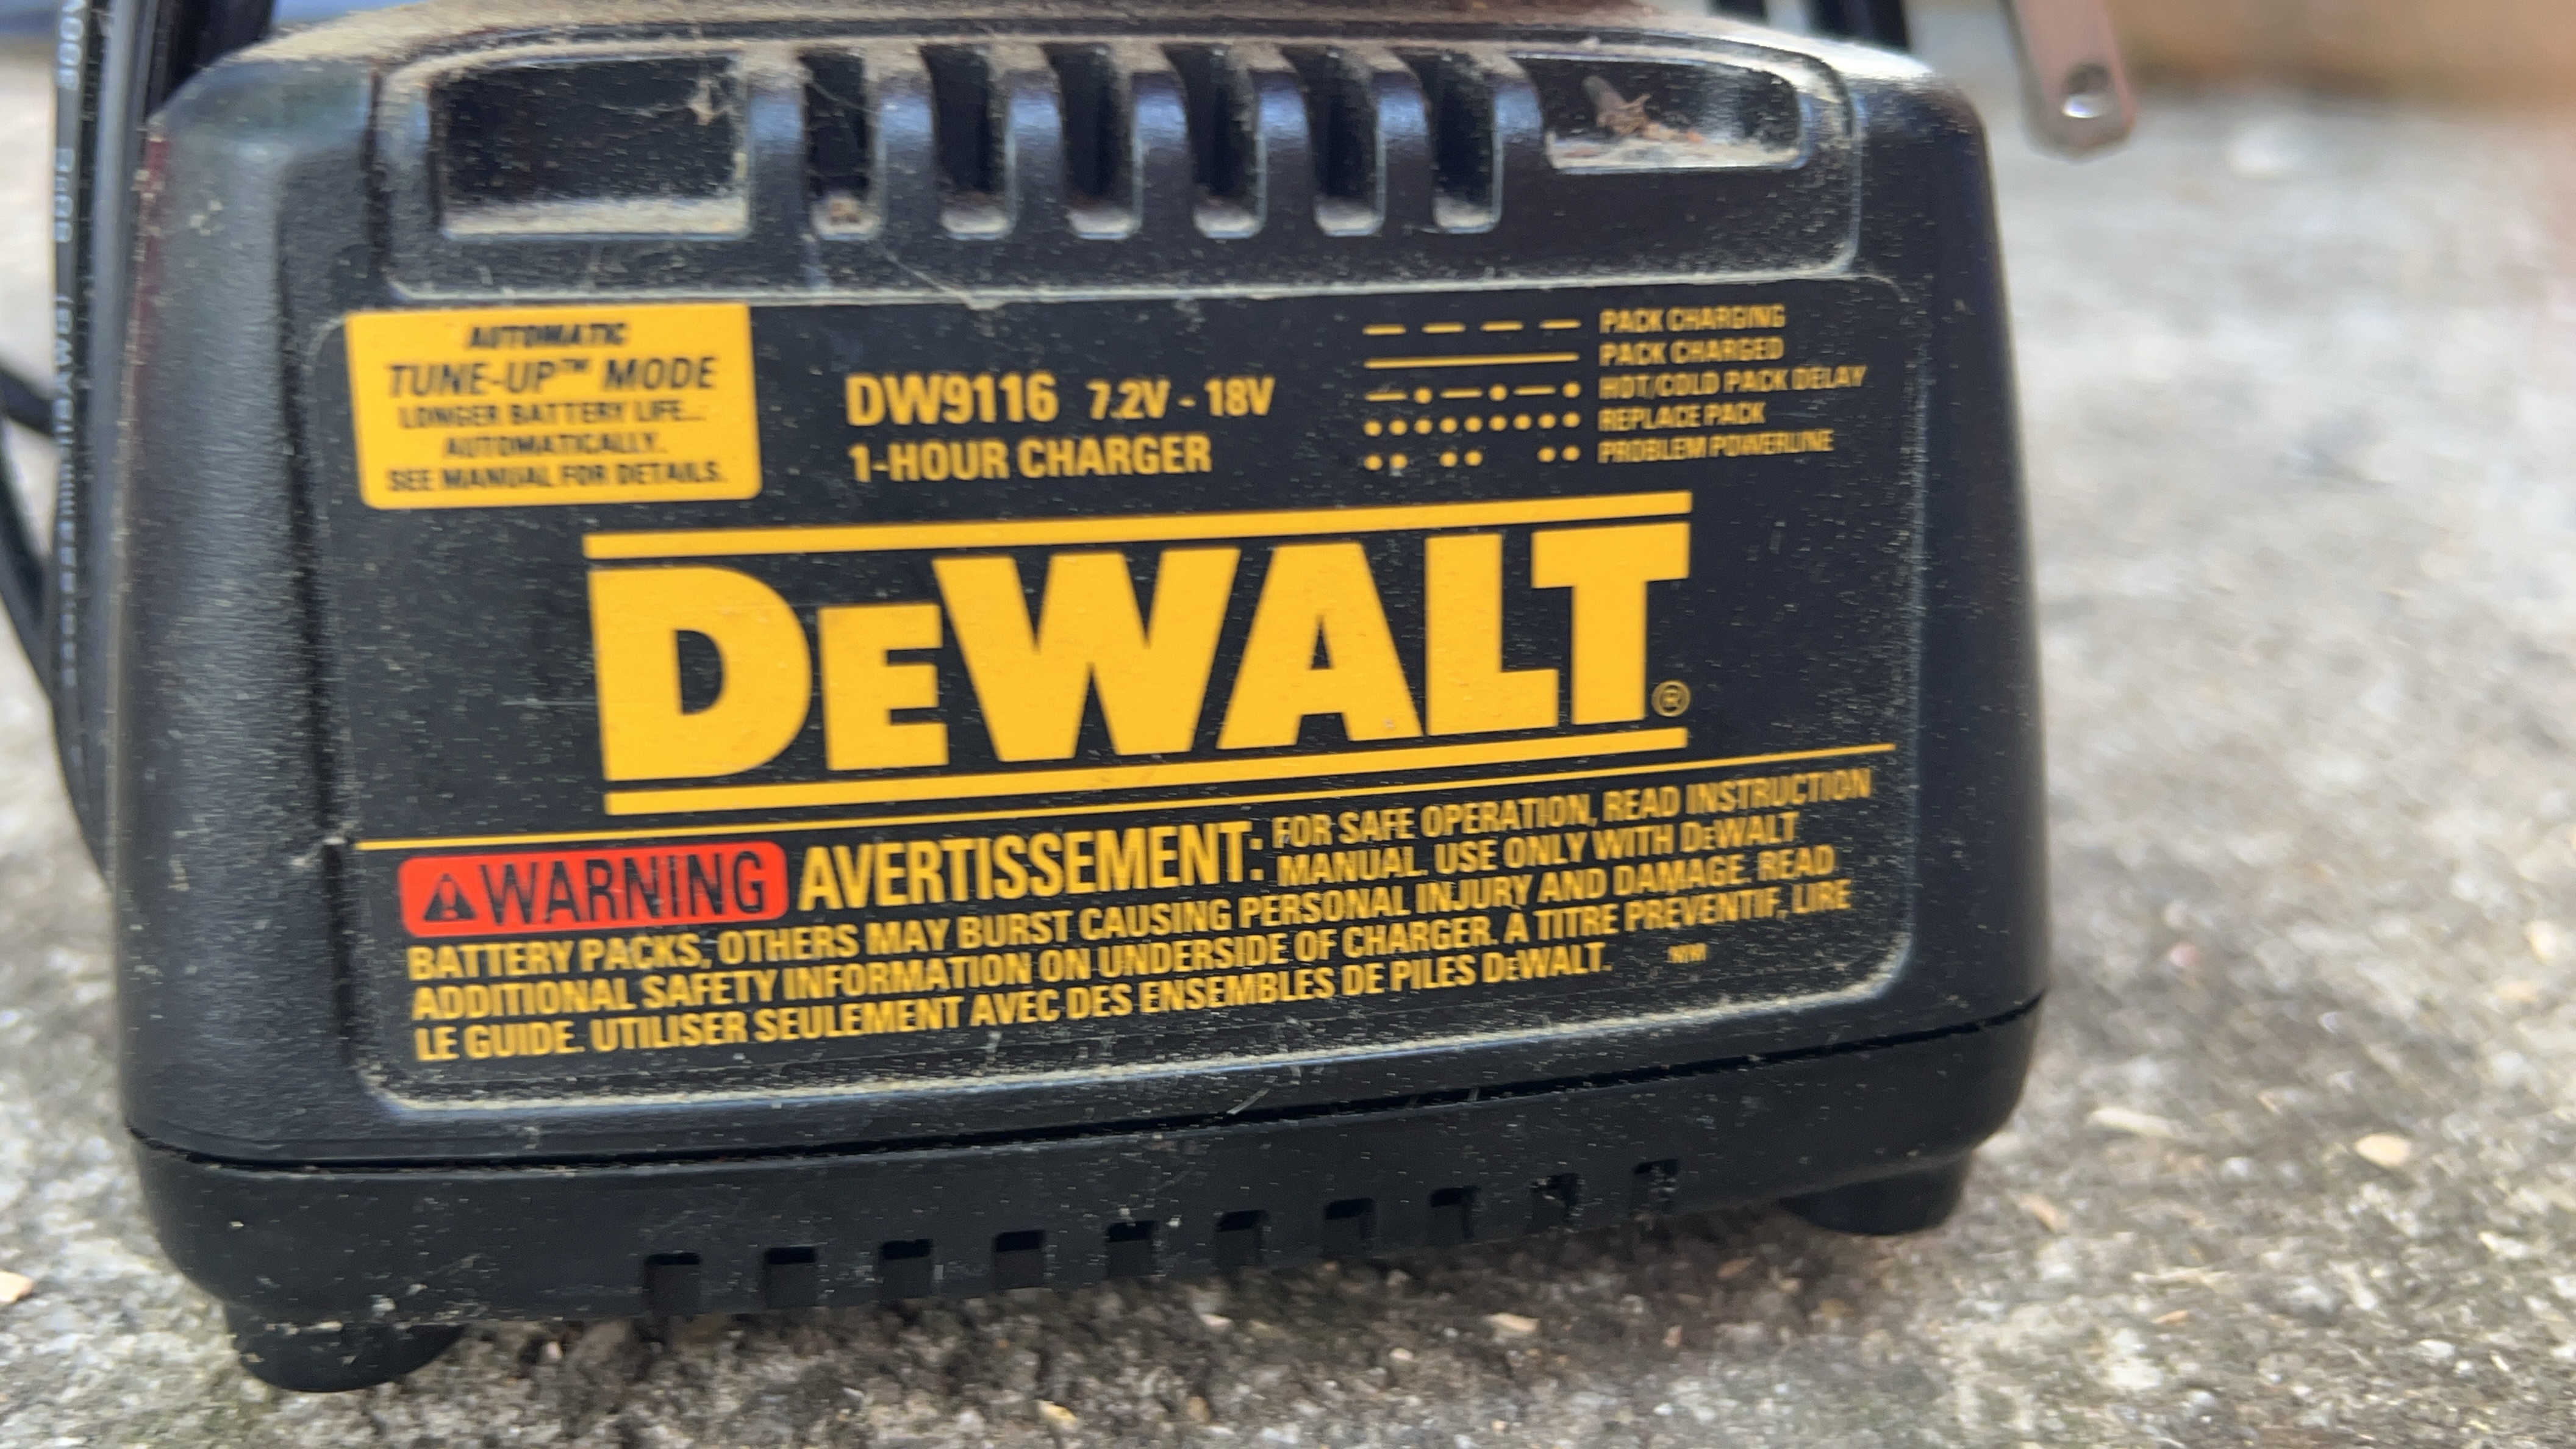 AUTOMATIC
TUNE-UP™ MODE
LONGER BATTERY LIFE...
AUTOMATICALLY.
SEE MANUAL FOR DETAILS.
DW9116 7.2V - 18V
1-HOUR CHARGER
PACK CHARGING
PACK CHARGED
HOT/COLD PACK DELAY
REPLACE PACK
PROBLEM POWERLINE
DEWALT®
WARNING AVERTISSEMENT: FOR SAFE OPERATION, READ INSTRUCTION
MANUAL. USE ONLY WITH DEWALT
BATTERY PACKS, OTHERS MAY BURST CAUSING PERSONAL INJURY AND DAMAGE. READ
ADDITIONAL SAFETY INFORMATION ON UNDERSIDE OF CHARGER. À TITRE PRÉVENTIF, LIRE
LE GUIDE. UTILISER SEULEMENT AVEC DES ENSEMBLES DE PILES DEWALT.